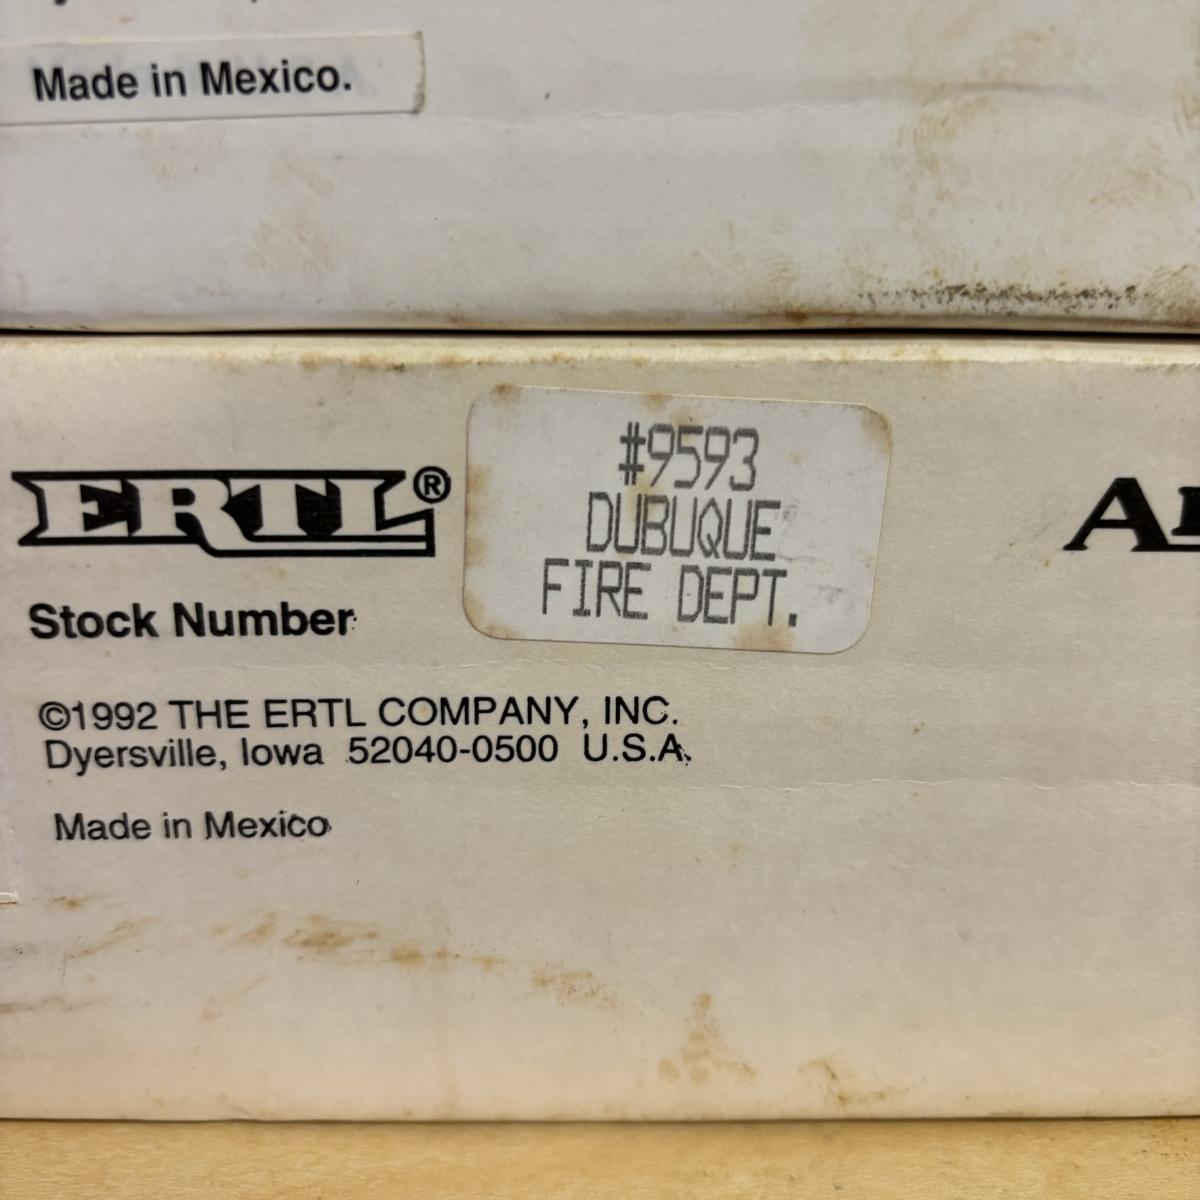 Made in Mexico.
ERTL®
#9593
DUBUQUE
FIRE DEPT.
Stock Number
©1992 THE ERTL COMPANY, INC.
Dyersville, Iowa 52040-0500 U.S.A.
Made in Mexico